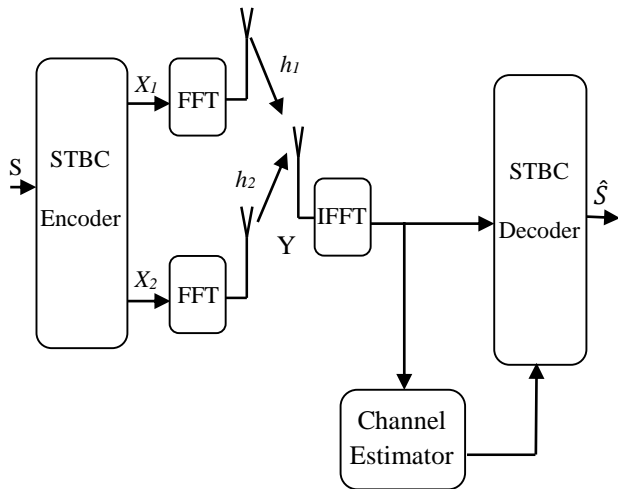 S
STBC
Encoder
X1
FFT
h1
X2
FFT
h2
Y
IFFT
STBC
Decoder
Ŝ
Channel
Estimator